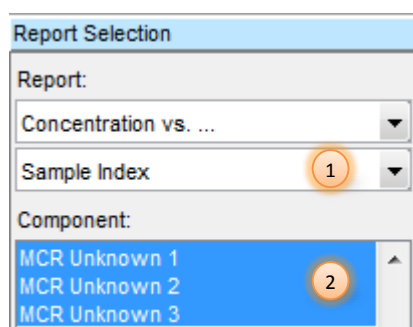 Report Selection
Report:
Concentration vs. ...
Sample Index 1
Component:
MCR Unknown 1
MCR Unknown 2 2
MCR Unknown 3